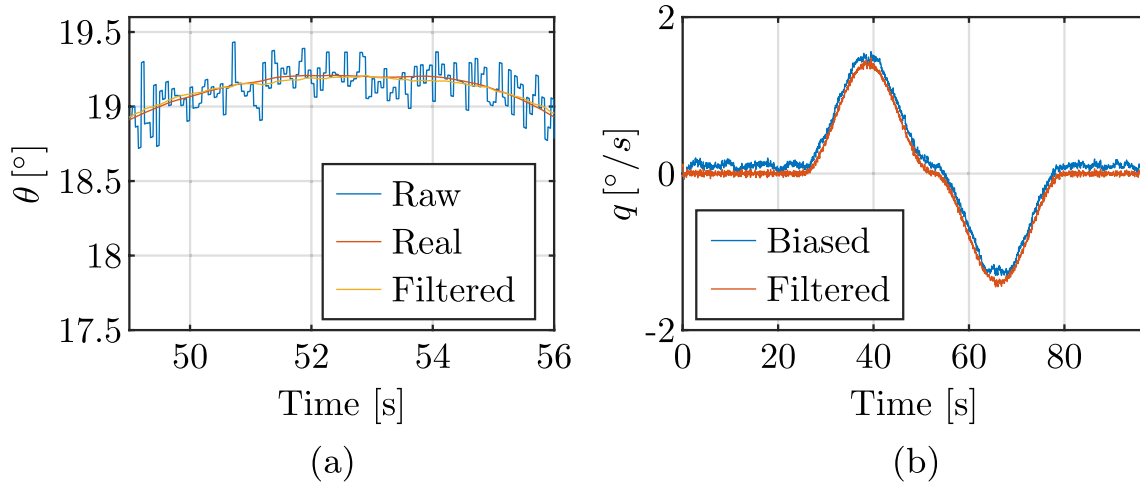 19.5
19
18.5
18
17.5
θ [°]
Raw
Real
Filtered
50 52 54 56
Time [s]
(a)
2
0
-2
q [°/s]
Biased
Filtered
0 20 40 60 80
Time [s]
(b)